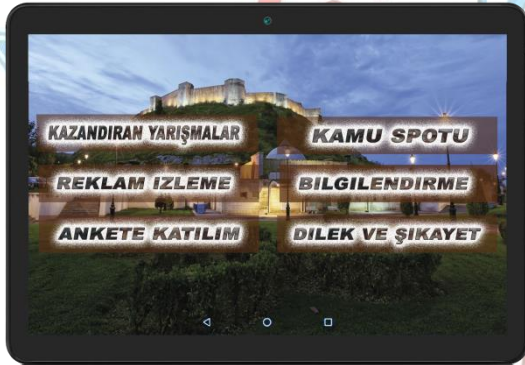 KAZANDIRAN YARIŞMALAR
KAMU SPOTU
REKLAM IZLEME
BILGILENDIRME
ANKETE KATILIM
DILEK VE ŞIKAYET